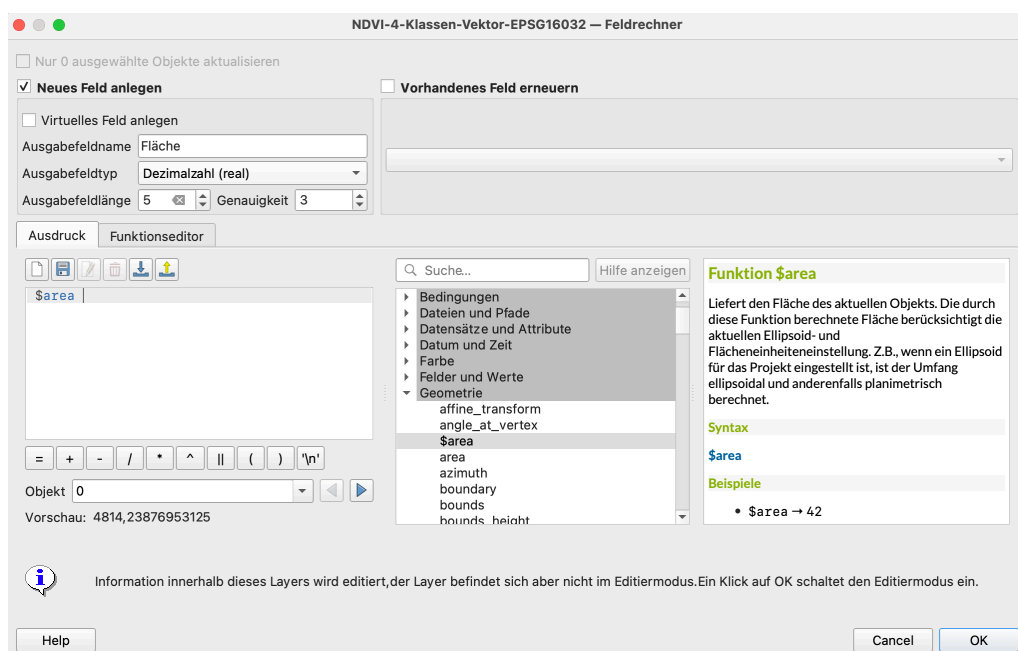 NDVI-4-Klassen-Vektor-EPSG16032 — Feldrechner
Nur 0 ausgewählte Objekte aktualisieren
Neues Feld anlegen
Vorhandenes Feld erneuern
Virtuelles Feld anlegen
Ausgabefeldname Fläche
Ausgabefeldtyp Dezimalzahl (real)
Ausgabefeldlänge 5 Genauigkeit 3
Ausdruck Funktionseditor
Suche... Hilfe anzeigen
$area
= + - / * ^ || ( ) '\n'
Objekt 0
Vorschau: 4814,23876953125
Bedingungen
Dateien und Pfade
Datensätze und Attribute
Datum und Zeit
Farbe
Felder und Werte
Geometrie
affine_transform
angle_at_vertex
$area
area
azimuth
boundary
bounds
bounds_height
Funktion $area
Liefert den Fläche des aktuellen Objekts. Die durch
diese Funktion berechnete Fläche berücksichtigt die
aktuellen Ellipsoid- und
Flächeneinheiteneinstellung. Z.B., wenn ein Ellipsoid
für das Projekt eingestellt ist, ist der Umfang
ellipsoidal und anderenfalls planimetrisch
berechnet.
Syntax
$area
Beispiele
• $area → 42
Information innerhalb dieses Layers wird editiert,der Layer befindet sich aber nicht im Editiermodus.Ein Klick auf OK schaltet den Editiermodus ein.
Help Cancel OK